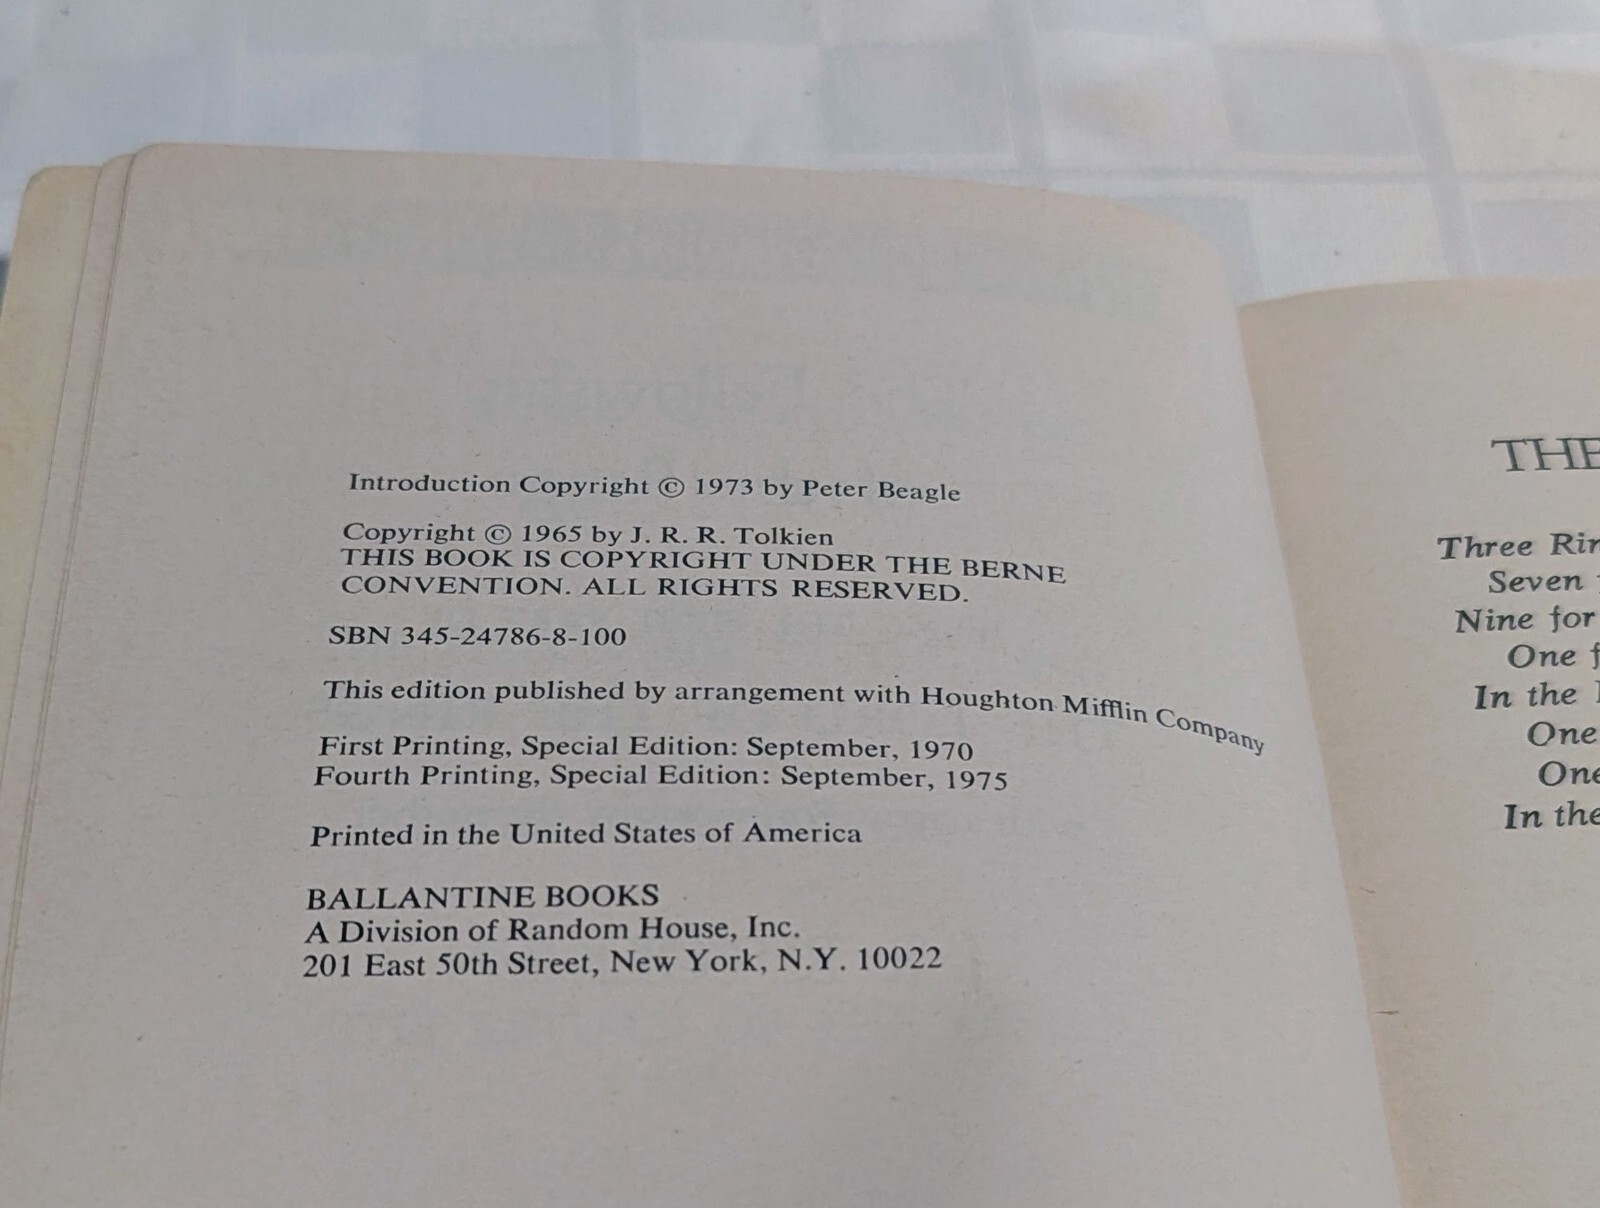 Introduction Copyright © 1973 by Peter Beagle
Copyright © 1965 by J. R. R. Tolkien
THIS BOOK IS COPYRIGHT UNDER THE BERNE
CONVENTION. ALL RIGHTS RESERVED.
SBN 345-24786-8-100
This edition published by arrangement with Houghton Mifflin Company
First Printing, Special Edition: September, 1970
Fourth Printing, Special Edition: September, 1975
Printed in the United States of America
BALLANTINE BOOKS
A Division of Random House, Inc.
201 East 50th Street, New York, N.Y. 10022
THE
Three
Seven
Nine for
One
In the
One
One
In the